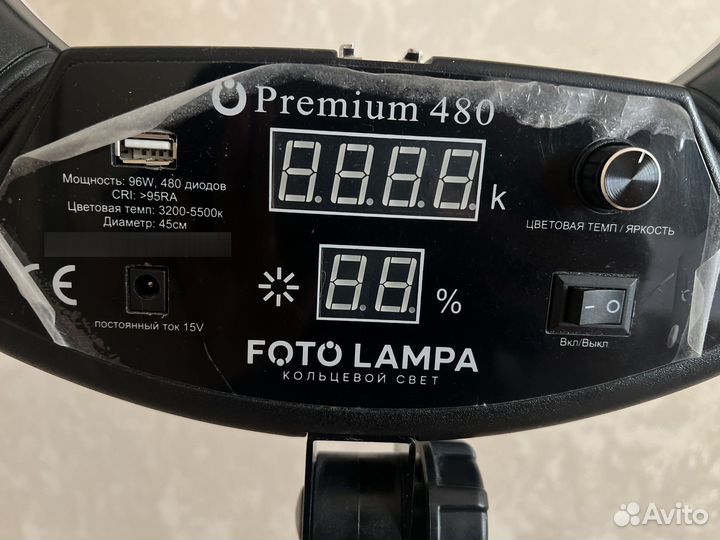 Premium 480
Мощность: 96W, 480 диодов
CRI: >95RA
Цветовая темп: 3200-5500к
Диаметр: 45см
k
ЦВЕТОВАЯ ТЕМП / ЯРКОСТЬ
CE
постоянный ток 15V
%
– O
Вкл/Выкл
FOTO LAMPA
КОЛЬЦЕВОЙ СВЕТ
Avito